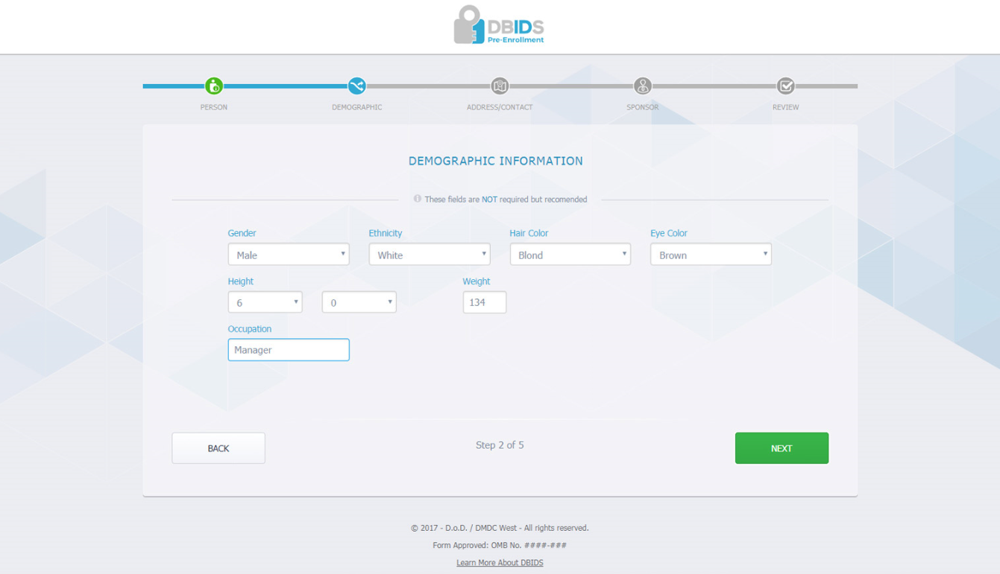 DBIDS
Pre-Enrollment
PERSON DEMOGRAPHIC ADDRESS/CONTACT SPONSOR REVIEW
DEMOGRAPHIC INFORMATION
These fields are NOT required but recomended
Gender Ethnicity Hair Color Eye Color
Male White Blond Brown
Height Weight
6 0 134
Occupation
Manager
BACK Step 2 of 5 NEXT
© 2017 - D.o.D. / DMDC West - All rights reserved.
Form Approved: OMB No. ####-###
Learn More About DBIDS